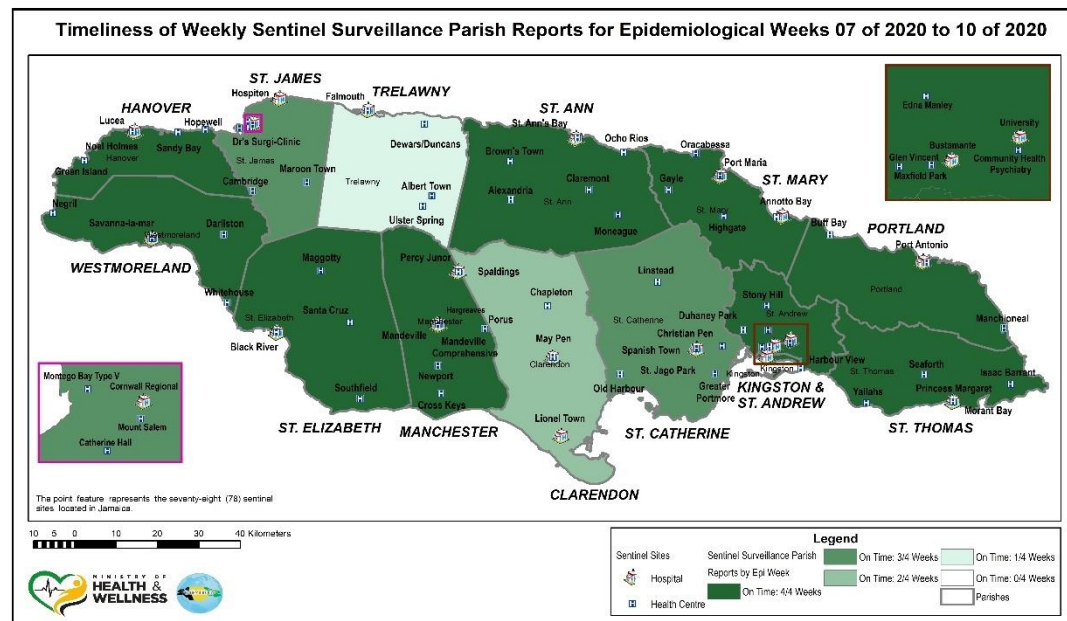 Timeliness of Weekly Sentinel Surveillance Parish Reports for Epidemiological Weeks 07 of 2020 to 10 of 2020
ST. JAMES
Hospiten
TRELAWNY
Falmouth
HANOVER
Lucea
Hopewell
ST. ANN
St. Ann's Bay
Ocho Rios
Edna Manley
University
Bustamante
Glen Vincent
Community Health
Psychiatry
Maxfield Park
Noel Holmes
Hanover
Sandy Bay
Green Island
Dr's Surgi-Clinic
St. James
Maroon Town
Cambridge
Dewars/Duncans
Trelawny
Albert Town
Ulster Spring
Brown's Town
Alexandria
Claremont
St. Ann
Moneague
Oracabessa
Port Maria
Gayle
ST. MARY
Annotto Bay
St. Mary
Highgate
Buff Bay
PORTLAND
Port Antonio
Portland
Manchioneal
Negril
Savanna-la-mar
Darliston
Westmoreland
WESTMORELAND
Whitehouse
Maggotty
St. Elizabeth
Santa Cruz
Black River
Southfield
ST. ELIZABETH
Percy Junor
Spaldings
Hargreaves
Manchester
Mandeville
Porus
Mandeville
Comprehensive
Newport
Cross Keys
MANCHESTER
Chapleton
May Pen
Clarendon
Lionel Town
CLARENDON
Linstead
St. Catherine
Duhaney Park
Christian Pen
Spanish Town
St. Jago Park
Old Harbour
Greater
Portmore
ST. CATHERINE
Stony Hill
St. Andrew
Kingston
Kingston
Harbour View
KINGSTON &
ST. ANDREW
St. Thomas
Seaforth
Isaac Barrant
Yallahs
Princess Margaret
Morant Bay
ST. THOMAS
Montego Bay Type V
Cornwall Regional
Mount Salem
Catherine Hall
The point feature represents the seventy-eight (78) sentinel
sites located in Jamaica.
10 5 0 10 20 30 40 Kilometers
MINISTRY OF
HEALTH &
WELLNESS
Legend
Sentinel Sites
Hospital
Health Centre
Sentinel Surveillance Parish
Reports by Epi Week
On Time: 4/4 Weeks
On Time: 3/4 Weeks
On Time: 2/4 Weeks
On Time: 1/4 Weeks
On Time: 0/4 Weeks
Parishes